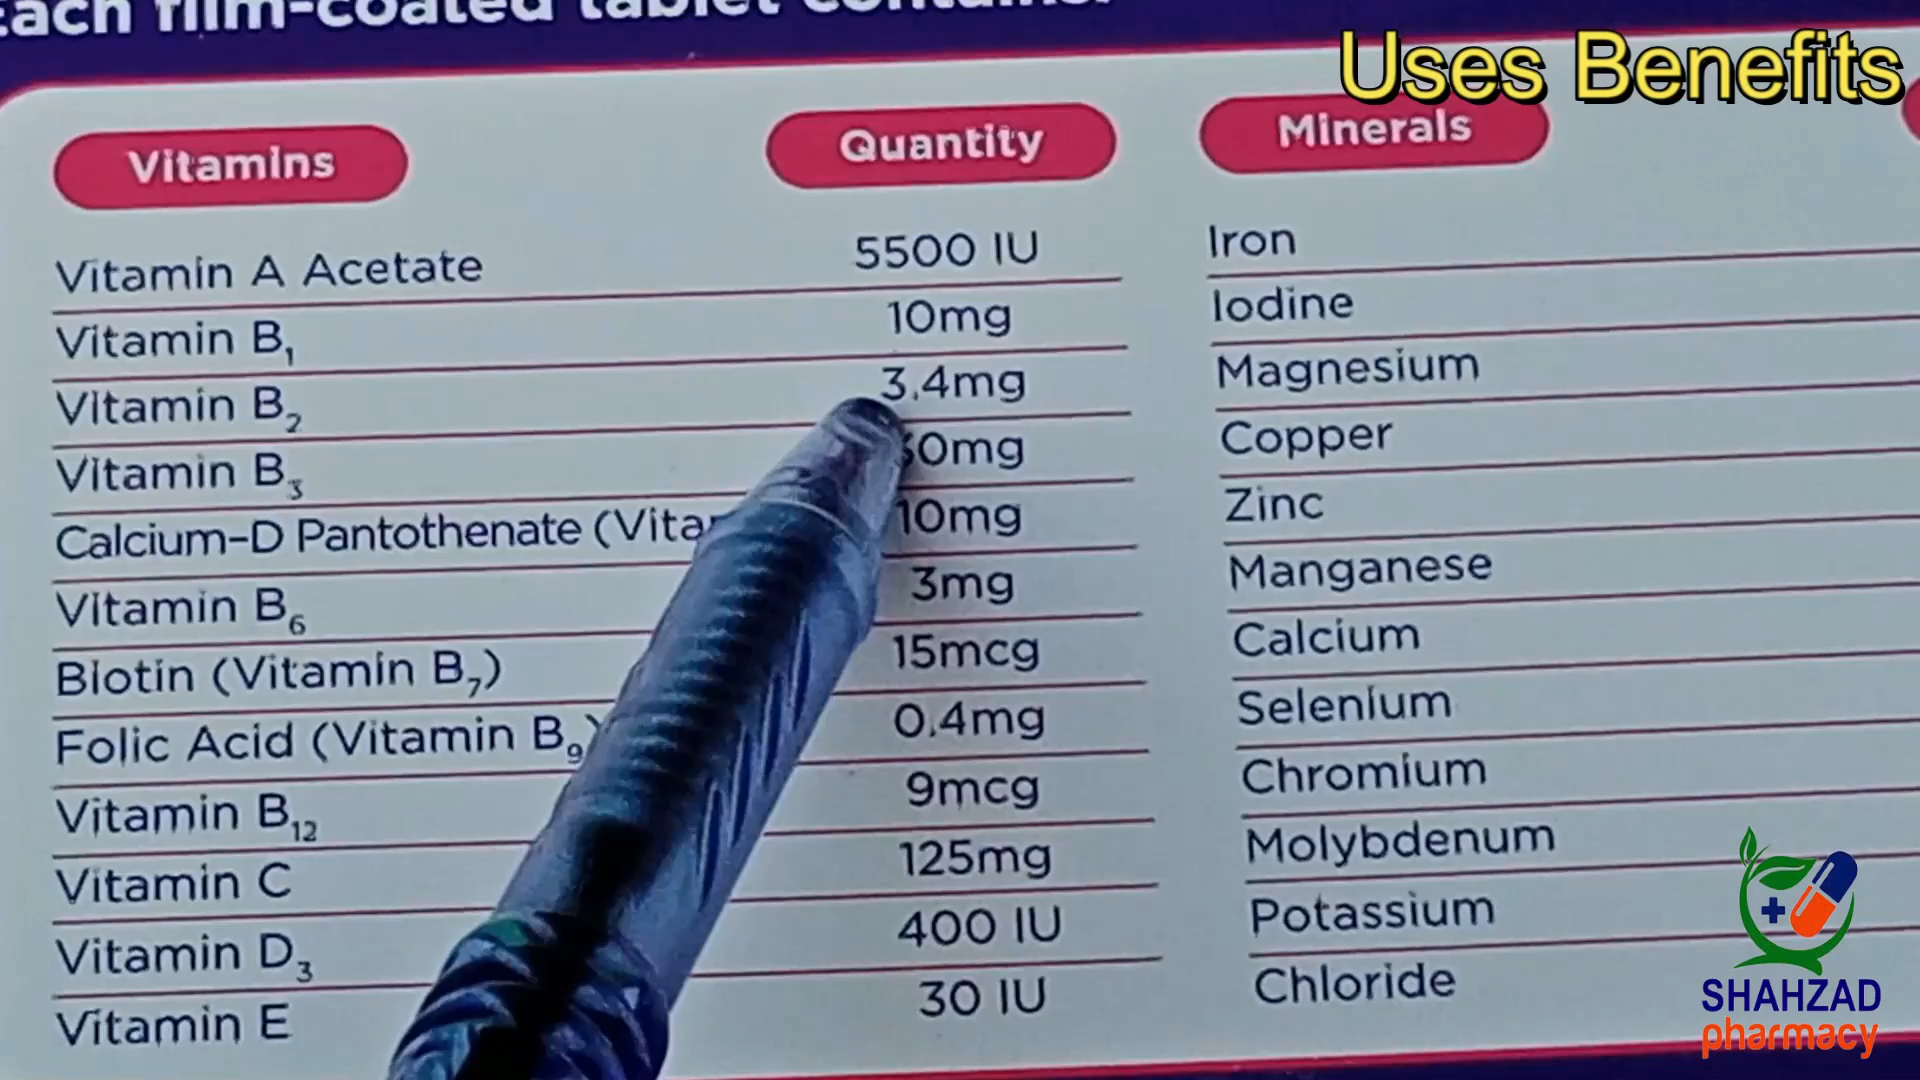 Each film-coated tablet contains:
Uses Benefits
Vitamins Quantity Minerals
Vitamin A Acetate 5500 IU Iron
Vitamin B₁ 10mg Iodine
Vitamin B₂ 3.4mg Magnesium
Vitamin B₃ Copper
Calcium-D Pantothenate 10mg Zinc
Vitamin B₆ 3mg Manganese
Biotin (Vitamin B₇) 15mcg Calcium
Folic Acid (Vitamin B₉) 0.4mg Selenium
Vitamin B₁₂ 9mcg Chromium
Vitamin C 125mg Molybdenum
Vitamin D₃ 400 IU Potassium
Vitamin E 30 IU Chloride
SHAHZAD
pharmacy